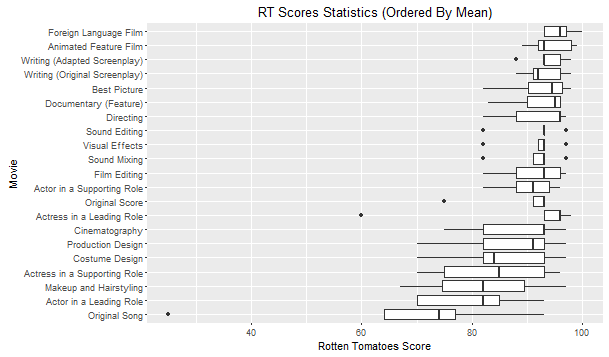 RT Scores Statistics (Ordered By Mean)
Foreign Language Film
Animated Feature Film
Writing (Adapted Screenplay)
Writing (Original Screenplay)
Best Picture
Documentary (Feature)
Directing
Sound Editing
Visual Effects
Sound Mixing
Film Editing
Actor in a Supporting Role
Original Score
Actress in a Leading Role
Cinematography
Production Design
Costume Design
Actress in a Supporting Role
Makeup and Hairstyling
Actor in a Leading Role
Original Song
Movie
40 60 80 100
Rotten Tomatoes Score